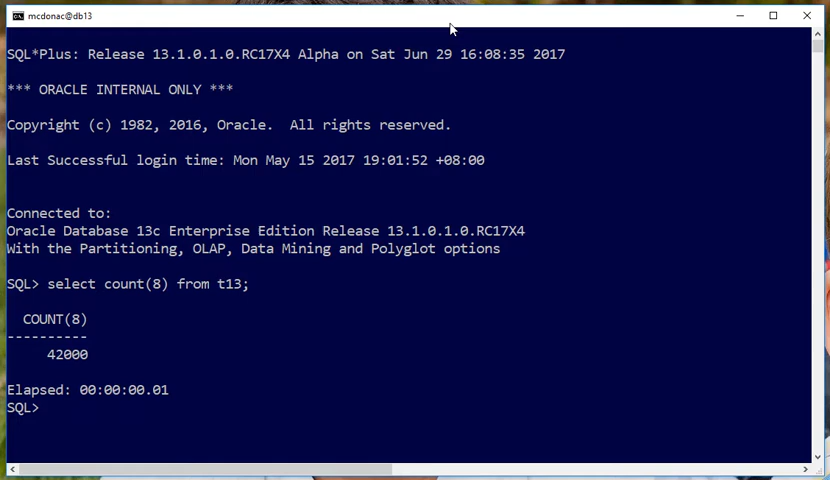 mcdonac@db13
SQL*Plus: Release 13.1.0.1.0.RC17X4 Alpha on Sat Jun 29 16:08:35 2017
*** ORACLE INTERNAL ONLY ***
Copyright (c) 1982, 2016, Oracle.  All rights reserved.
Last Successful login time: Mon May 15 2017 19:01:52 +08:00
Connected to:
Oracle Database 13c Enterprise Edition Release 13.1.0.1.0.RC17X4
With the Partitioning, OLAP, Data Mining and Polyglot options
SQL> select count(8) from t13;
COUNT(8)
----------
42000
Elapsed: 00:00:00.01
SQL>